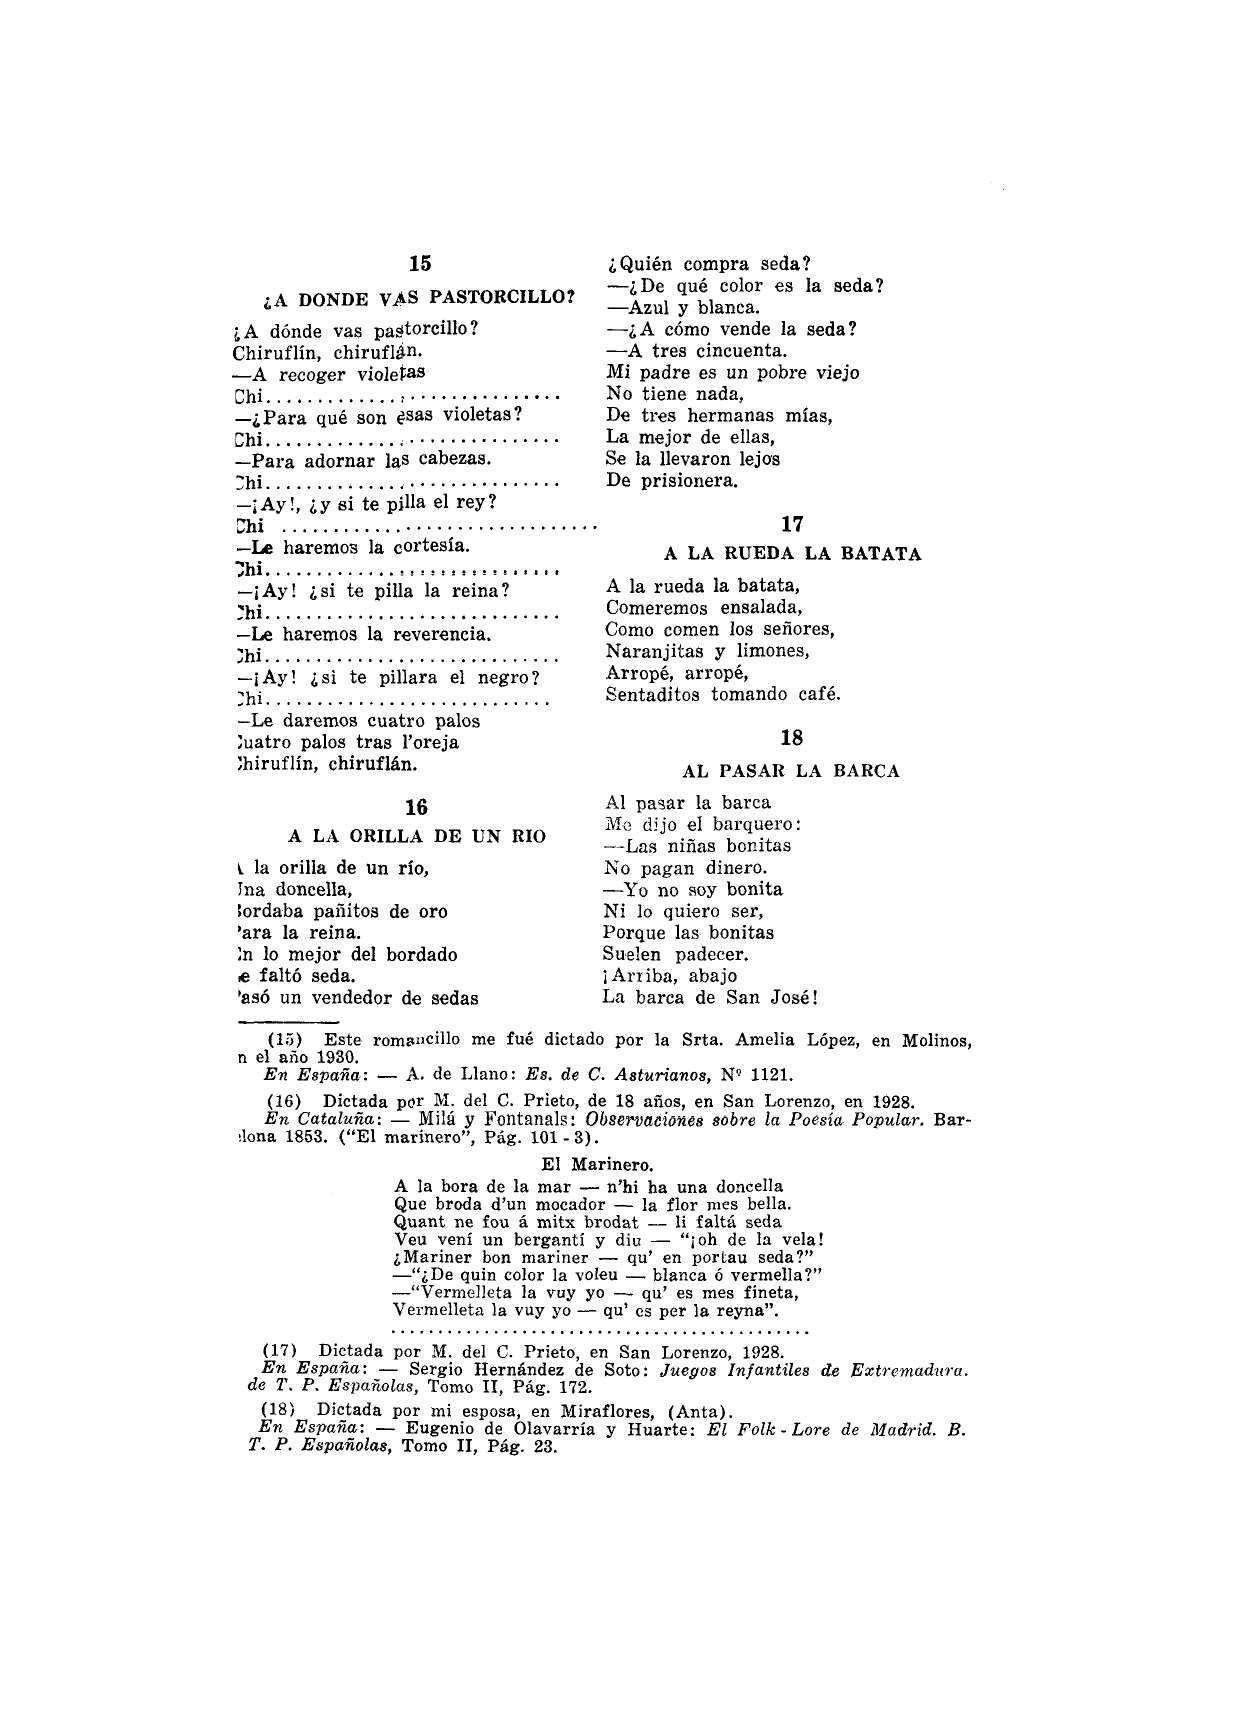 15
¿A DONDE VAS PASTORCILLO?
¿A dónde vas pastorcillo?
Chiruflín, chiruflán.
—A recoger violetas
Chi............................
—¿Para qué son esas violetas?
Chi............................
—Para adornar las cabezas.
Chi............................
—¡Ay!, ¿y si te pilla el rey?
Chi ..............................
—Le haremos la cortesía.
Chi............................
—¡Ay! ¿si te pilla la reina?
Chi............................
—Le haremos la reverencia.
Chi............................
—¡Ay! ¿si te pillara el negro?
Chi...........................
—Le daremos cuatro palos
Cuatro palos tras l'oreja
Chiruflín, chiruflán.
16
A LA ORILLA DE UN RIO
A la orilla de un río,
Una doncella,
Bordaba pañitos de oro
Para la reina.
En lo mejor del bordado
Le faltó seda.
Pasó un vendedor de sedas
¿Quién compra seda?
—¿De qué color es la seda?
—Azul y blanca.
—¿A cómo vende la seda?
—A tres cincuenta.
Mi padre es un pobre viejo
No tiene nada,
De tres hermanas mías,
La mejor de ellas,
Se la llevaron lejos
De prisionera.
17
A LA RUEDA LA BATATA
A la rueda la batata,
Comeremos ensalada,
Como comen los señores,
Naranjitas y limones,
Arropé, arropé,
Sentaditos tomando café.
18
AL PASAR LA BARCA
Al pasar la barca
Me dijo el barquero:
—Las niñas bonitas
No pagan dinero.
—Yo no soy bonita
Ni lo quiero ser,
Porque las bonitas
Suelen padecer.
¡Arriba, abajo
La barca de San José!
(15) Este romancillo me fué dictado por la Srta. Amelia López, en Molinos,
n el año 1930.
En España: — A. de Llano: Es. de C. Asturianos, Nº 1121.
(16) Dictada por M. del C. Prieto, de 18 años, en San Lorenzo, en 1928.
En Cataluña: — Milá y Fontanals: Observaciones sobre la Poesía Popular. Bar-
lona 1853. ("El marinero", Pág. 101-3).
El Marinero.
A la bora de la mar — n'hi ha una doncella
Que broda d'un mocador — la flor mes bella.
Quant ne fou á mitx brodat — li faltá seda
Veu vení un bergantí y diu — "¡oh de la vela!
¿Mariner bon mariner — qu' en portau seda?"
—"¿De quin color la voleu — blanca ó vermella?"
—"Vermelleta la vuy yo — qu' es mes fineta,
Vermelleta la vuy yo — qu' es per la reyna".
.............................................
(17) Dictada por M. del C. Prieto, en San Lorenzo, 1928.
En España: — Sergio Hernández de Soto: Juegos Infantiles de Extremadura.
de T. P. Españolas, Tomo II, Pág. 172.
(18) Dictada por mi esposa, en Miraflores, (Anta).
En España: — Eugenio de Olavarría y Huarte: El Folk-Lore de Madrid. B.
T. P. Españolas, Tomo II, Pág. 23.